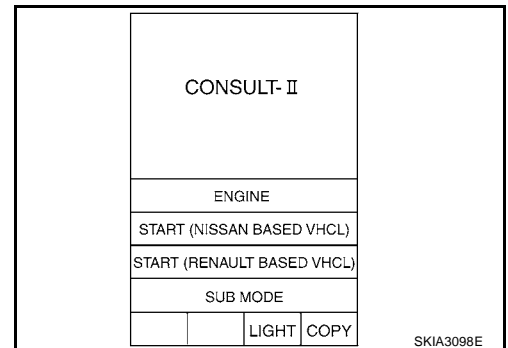 CONSULT-II
ENGINE
START (NISSAN BASED VHCL)
START (RENAULT BASED VHCL)
SUB MODE
LIGHT COPY
SKIA3098E